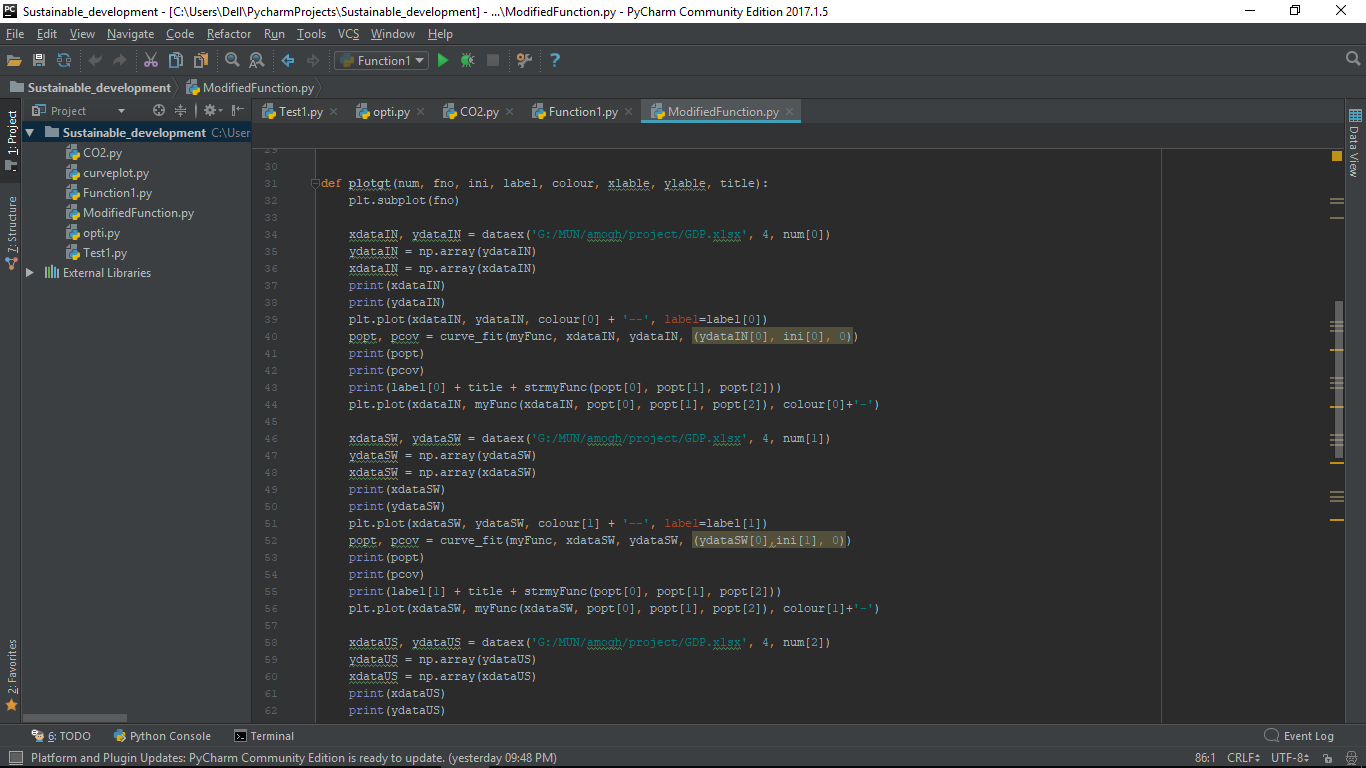 Sustainable_development - [C:\Users\Dell\PycharmProjects\Sustainable_development] - ...\ModifiedFunction.py - PyCharm Community Edition 2017.1.5
File Edit View Navigate Code Refactor Run Tools VCS Window Help
Function1
Sustainable_development ModifiedFunction.py
Project
Test1.py opti.py CO2.py Function1.py ModifiedFunction.py
1: Project
7: Structure
2: Favorites
Data View
Sustainable_development C:\User
CO2.py
curveplot.py
Function1.py
ModifiedFunction.py
opti.py
Test1.py
External Libraries
29
30
31 def plotgt(num, fno, ini, label, colour, xlable, ylable, title):
32 plt.subplot(fno)
33
34 xdataIN, ydataIN = dataex('G:/MUN/amogh/project/GDP.xlsx', 4, num[0])
35 ydataIN = np.array(ydataIN)
36 xdataIN = np.array(xdataIN)
37 print(xdataIN)
38 print(ydataIN)
39 plt.plot(xdataIN, ydataIN, colour[0] + '--', label=label[0])
40 popt, pcov = curve_fit(myFunc, xdataIN, ydataIN, (ydataIN[0], ini[0], 0))
41 print(popt)
42 print(pcov)
43 print(label[0] + title + strmyFunc(popt[0], popt[1], popt[2]))
44 plt.plot(xdataIN, myFunc(xdataIN, popt[0], popt[1], popt[2]), colour[0]+'-')
45
46 xdataSW, ydataSW = dataex('G:/MUN/amogh/project/GDP.xlsx', 4, num[1])
47 ydataSW = np.array(ydataSW)
48 xdataSW = np.array(xdataSW)
49 print(xdataSW)
50 print(ydataSW)
51 plt.plot(xdataSW, ydataSW, colour[1] + '--', label=label[1])
52 popt, pcov = curve_fit(myFunc, xdataSW, ydataSW, (ydataSW[0],ini[1], 0))
53 print(popt)
54 print(pcov)
55 print(label[1] + title + strmyFunc(popt[0], popt[1], popt[2]))
56 plt.plot(xdataSW, myFunc(xdataSW, popt[0], popt[1], popt[2]), colour[1]+'-')
57
58 xdataUS, ydataUS = dataex('G:/MUN/amogh/project/GDP.xlsx', 4, num[2])
59 ydataUS = np.array(ydataUS)
60 xdataUS = np.array(xdataUS)
61 print(xdataUS)
62 print(ydataUS)
6: TODO Python Console Terminal Event Log
Platform and Plugin Updates: PyCharm Community Edition is ready to update. (yesterday 09:48 PM) 86:1 CRLF UTF-8